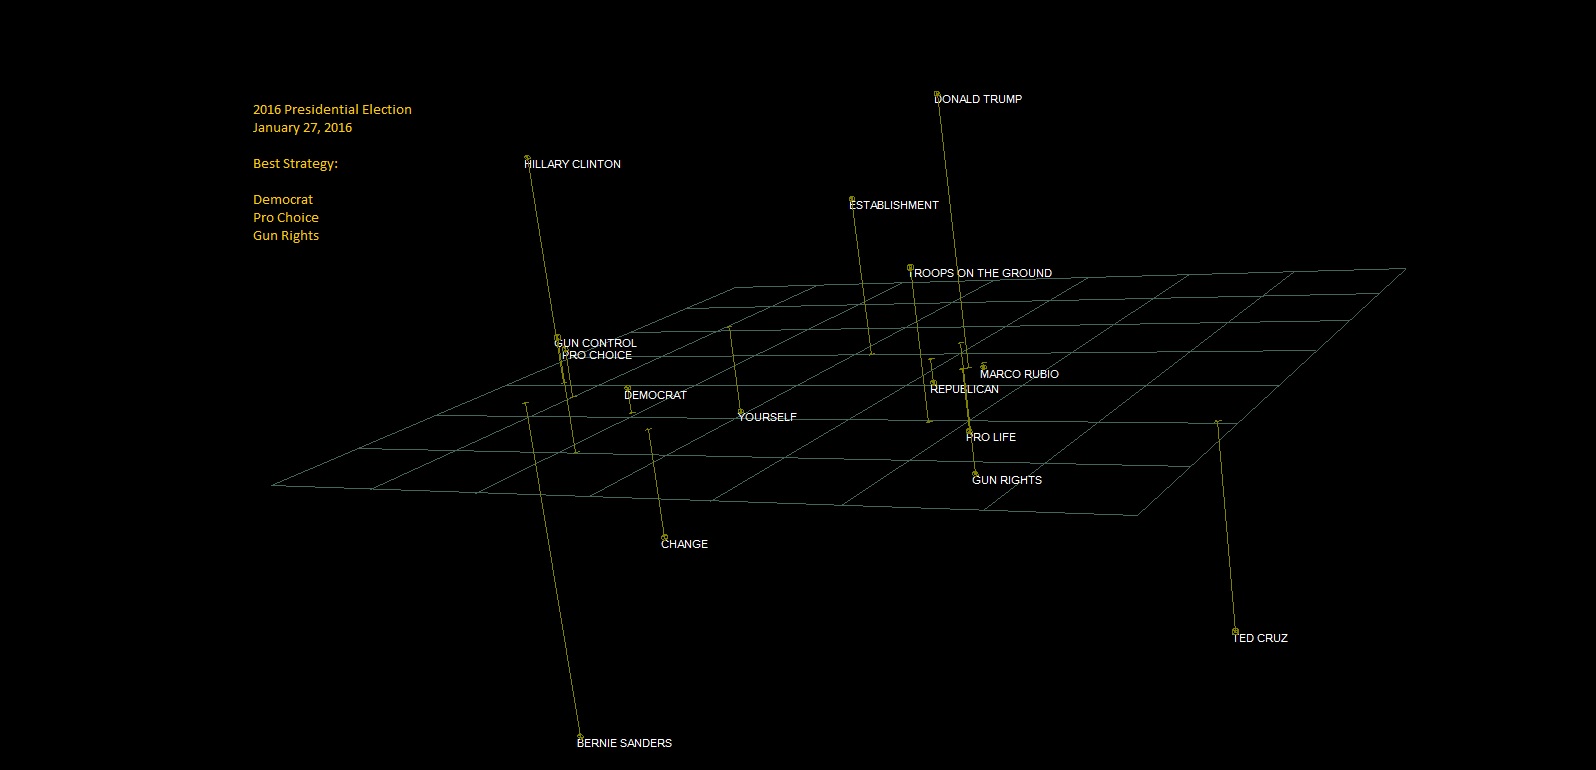 2016 Presidential Election
January 27, 2016
Best Strategy:
Democrat
Pro Choice
Gun Rights
DONALD TRUMP
HILLARY CLINTON
ESTABLISHMENT
TROOPS ON THE GROUND
GUN CONTROL
PRO CHOICE
MARCO RUBIO
REPUBLICAN
DEMOCRAT
YOURSELF
PRO LIFE
GUN RIGHTS
CHANGE
TED CRUZ
BERNIE SANDERS